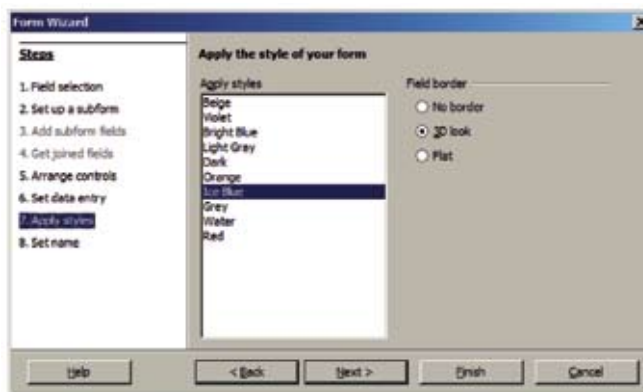 Form Wizard
Steps
1. Field selection
2. Set up a subform
3. Add subform fields
4. Get joined fields
5. Arrange controls
6. Set data entry
7. Apply styles
8. Set name
Apply the style of your form
Apply styles
Beige
Violet
Bright Blue
Light Gray
Dark
Orange
Ice Blue
Grey
Water
Red
Field border
No border
3D look
Flat
Help
< Back
Next >
Finish
Cancel